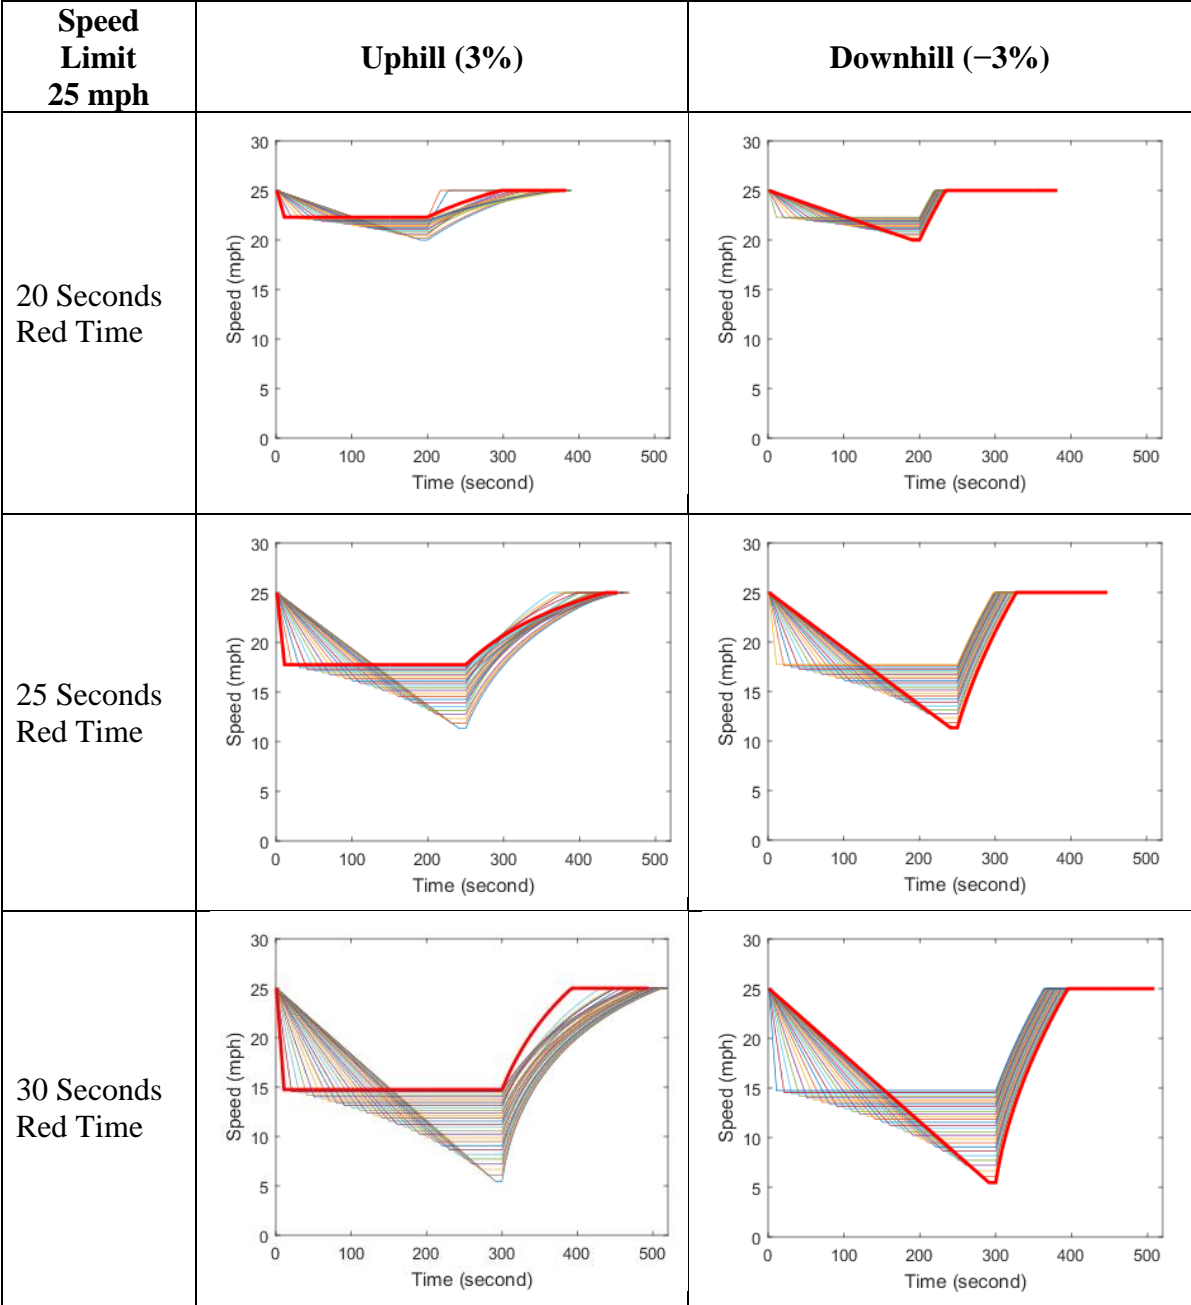 Speed
Limit
25 mph
Uphill (3%)
Downhill (−3%)
20 Seconds
Red Time
30
25
20
15
10
5
0
Speed (mph)
0 100 200 300 400 500
Time (second)
30
25
20
15
10
5
0
Speed (mph)
0 100 200 300 400 500
Time (second)
25 Seconds
Red Time
30
25
20
15
10
5
0
Speed (mph)
0 100 200 300 400 500
Time (second)
30
25
20
15
10
5
0
Speed (mph)
0 100 200 300 400 500
Time (second)
30 Seconds
Red Time
30
25
20
15
10
5
0
Speed (mph)
0 100 200 300 400 500
Time (second)
30
25
20
15
10
5
0
Speed (mph)
0 100 200 300 400 500
Time (second)